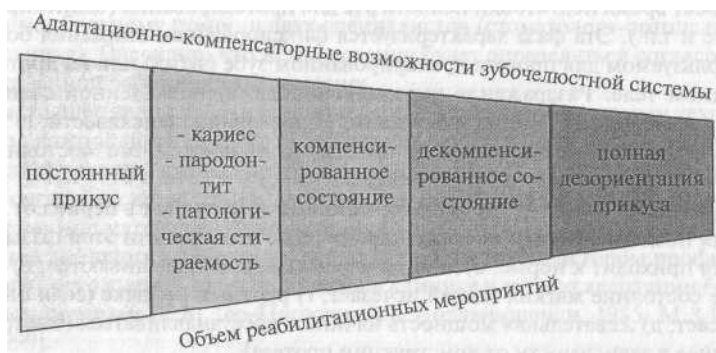 Адаптационно-компенсаторные возможности зубочелюстной системы
постоянный
прикус
- кариес
- пародон-
тит
- патологи-
ческая сти-
раемость
компенси-
рованное
состояние
декомпенси-
рованное со-
стояние
полная
дезориентация
прикуса
Объем реабилитационных мероприятий